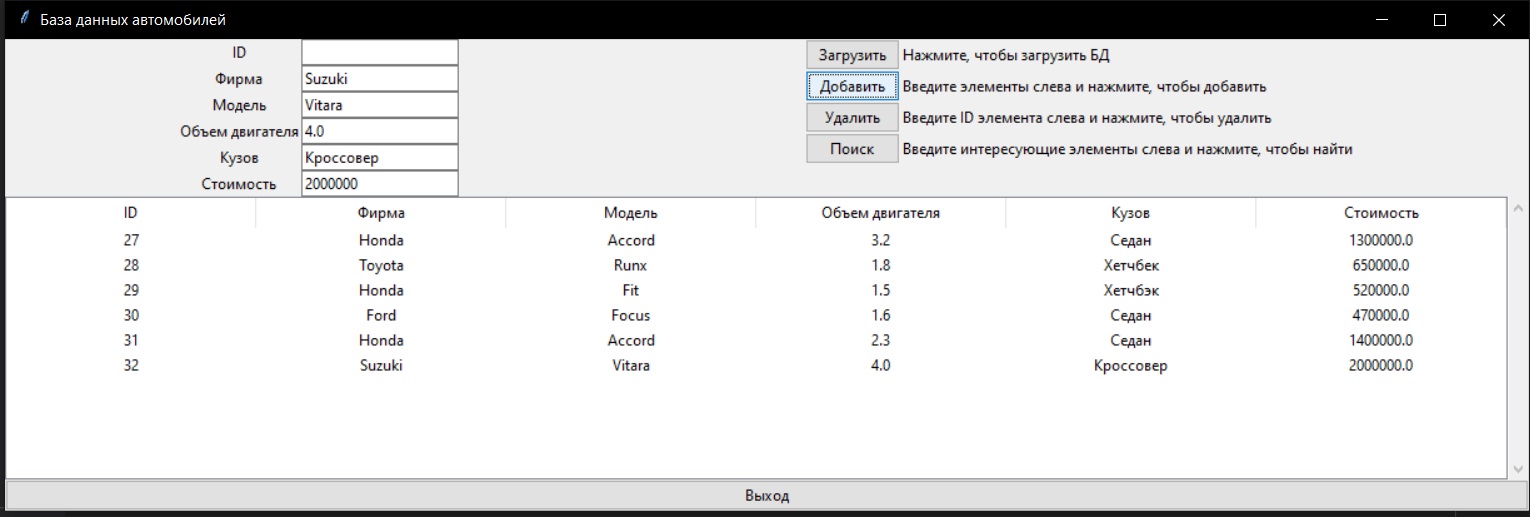 База данных автомобилей
ID
Загрузить Нажмите, чтобы загрузить БД
Фирма Suzuki
Добавить Введите элементы слева и нажмите, чтобы добавить
Модель Vitara
Удалить Введите ID элемента слева и нажмите, чтобы удалить
Объем двигателя 4.0
Кузов Кроссовер
Поиск Введите интересующие элементы слева и нажмите, чтобы найти
Стоимость 2000000
ID Фирма Модель Объем двигателя Кузов Стоимость
27 Honda Accord 3.2 Седан 1300000.0
28 Toyota Runx 1.8 Хетчбек 650000.0
29 Honda Fit 1.5 Хетчбэк 520000.0
30 Ford Focus 1.6 Седан 470000.0
31 Honda Accord 2.3 Седан 1400000.0
32 Suzuki Vitara 4.0 Кроссовер 2000000.0
Выход